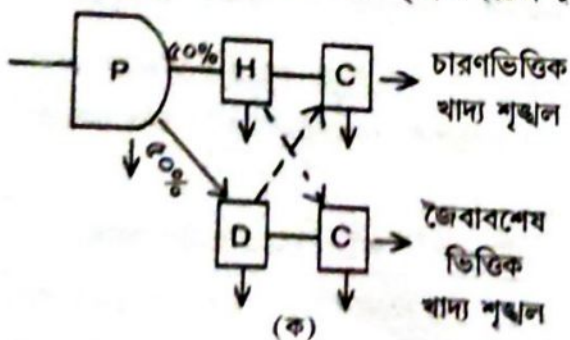 P
৫০%
H
C
চারণভিত্তিক
খাদ্য শৃঙ্খল
৫০%
D
C
জৈবাবশেষ
ভিত্তিক
খাদ্য শৃঙ্খল
(ক)